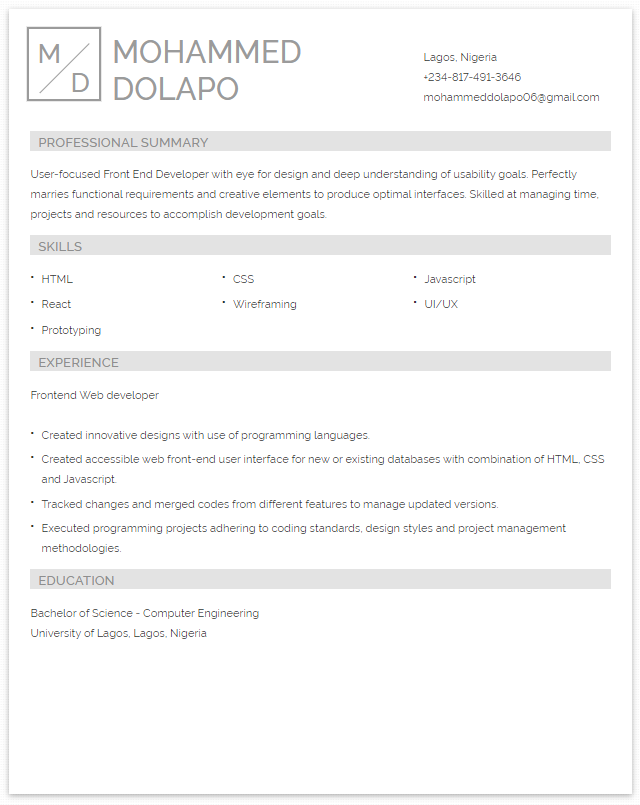 M
D
MOHAMMED
DOLAPO
Lagos, Nigeria
+234-817-491-3646
mohammeddolapo06@gmail.com
PROFESSIONAL SUMMARY
User-focused Front End Developer with eye for design and deep understanding of usability goals. Perfectly
marries functional requirements and creative elements to produce optimal interfaces. Skilled at managing time,
projects and resources to accomplish development goals.
SKILLS
• HTML • CSS • Javascript
• React • Wireframing • UI/UX
• Prototyping
EXPERIENCE
Frontend Web developer
• Created innovative designs with use of programming languages.
• Created accessible web front-end user interface for new or existing databases with combination of HTML, CSS
and Javascript.
• Tracked changes and merged codes from different features to manage updated versions.
• Executed programming projects adhering to coding standards, design styles and project management
methodologies.
EDUCATION
Bachelor of Science - Computer Engineering
University of Lagos, Lagos, Nigeria